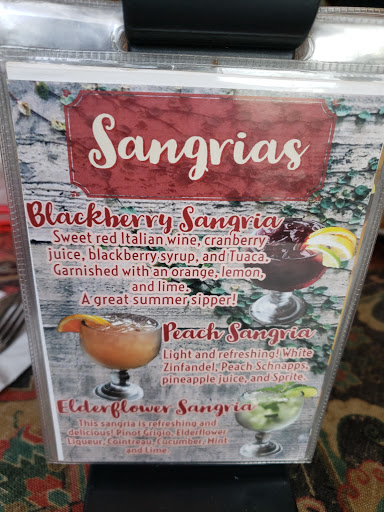 Sangrias
Blackberry Sangria
Sweet red Italian wine, cranberry
juice, blackberry syrup, and Tuaca.
Garnished with an orange, lemon,
and lime.
A great summer sipper!
Peach Sangria
Light and refreshing! White
Zinfandel, Peach Schnapps,
pineapple juice, and Sprite.
Elderflower Sangria
This sangria is refreshing and
delicious! Pinot Grigio, Elderflower
Liqueur, Cointreau, Cucumber, Mint
and Lime.